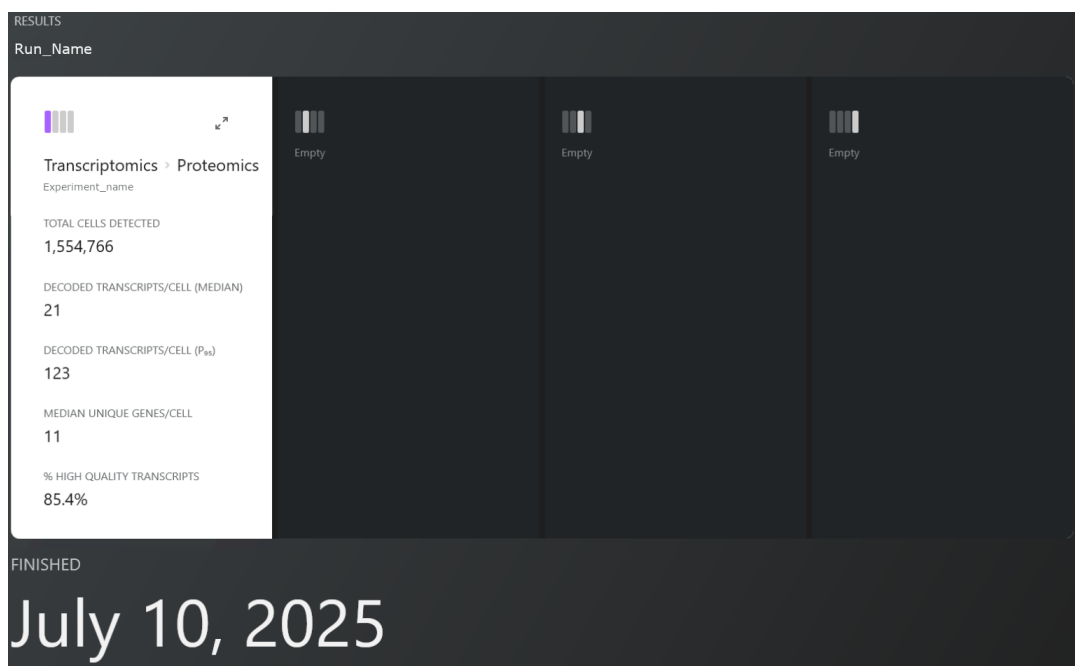 RESULTS
Run_Name
Transcriptomics > Proteomics
Experiment_name
TOTAL CELLS DETECTED
1,554,766
DECODED TRANSCRIPTS/CELL (MEDIAN)
21
DECODED TRANSCRIPTS/CELL (P₉₅)
123
MEDIAN UNIQUE GENES/CELL
11
% HIGH QUALITY TRANSCRIPTS
85.4%
Empty
Empty
Empty
FINISHED
July 10, 2025